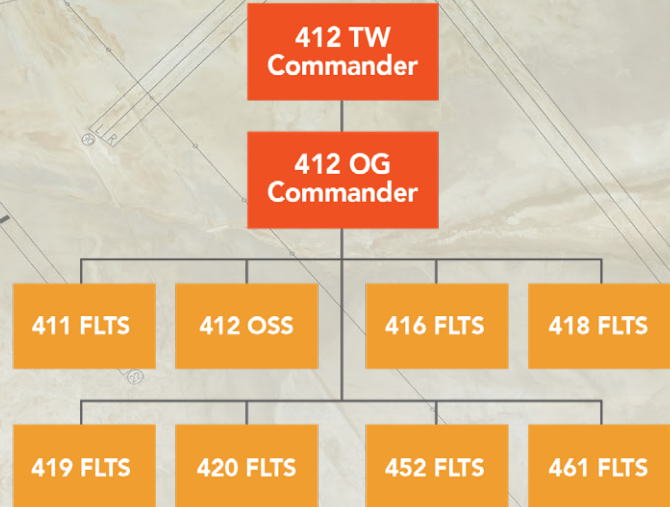 412 TW
Commander
412 OG
Commander
411 FLTS
412 OSS
416 FLTS
418 FLTS
419 FLTS
420 FLTS
452 FLTS
461 FLTS
L R